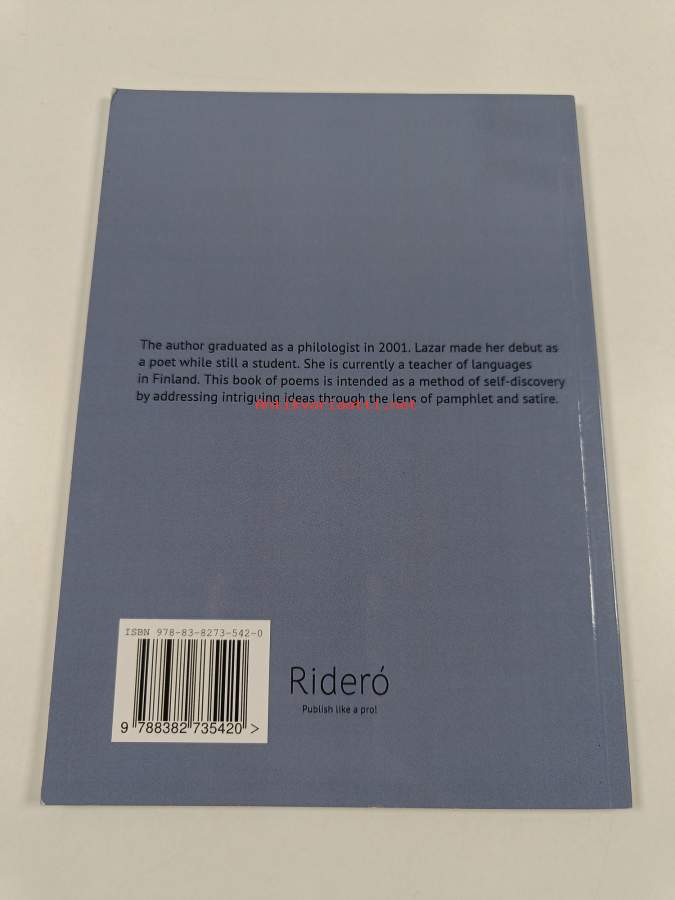 The author graduated as a philologist in 2001. Lazar made her debut as
a poet while still a student. She is currently a teacher of languages
in Finland. This book of poems is intended as a method of self-discovery
by addressing intriguing ideas through the lens of pamphlet and satire.
Antikvariaatti.net
ISBN 978-83-8273-542-0
9 788382 735420 >
Rideró
Publish like a pro!